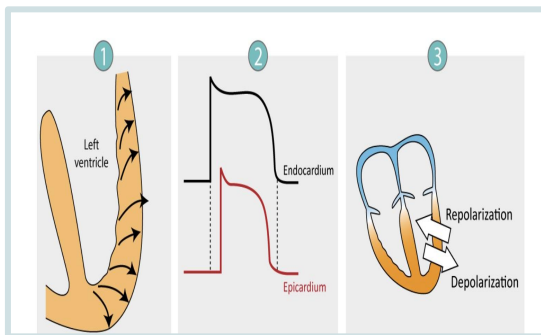 1
2
3
Left
ventricle
Endocardium
Epicardium
Repolarization
Depolarization